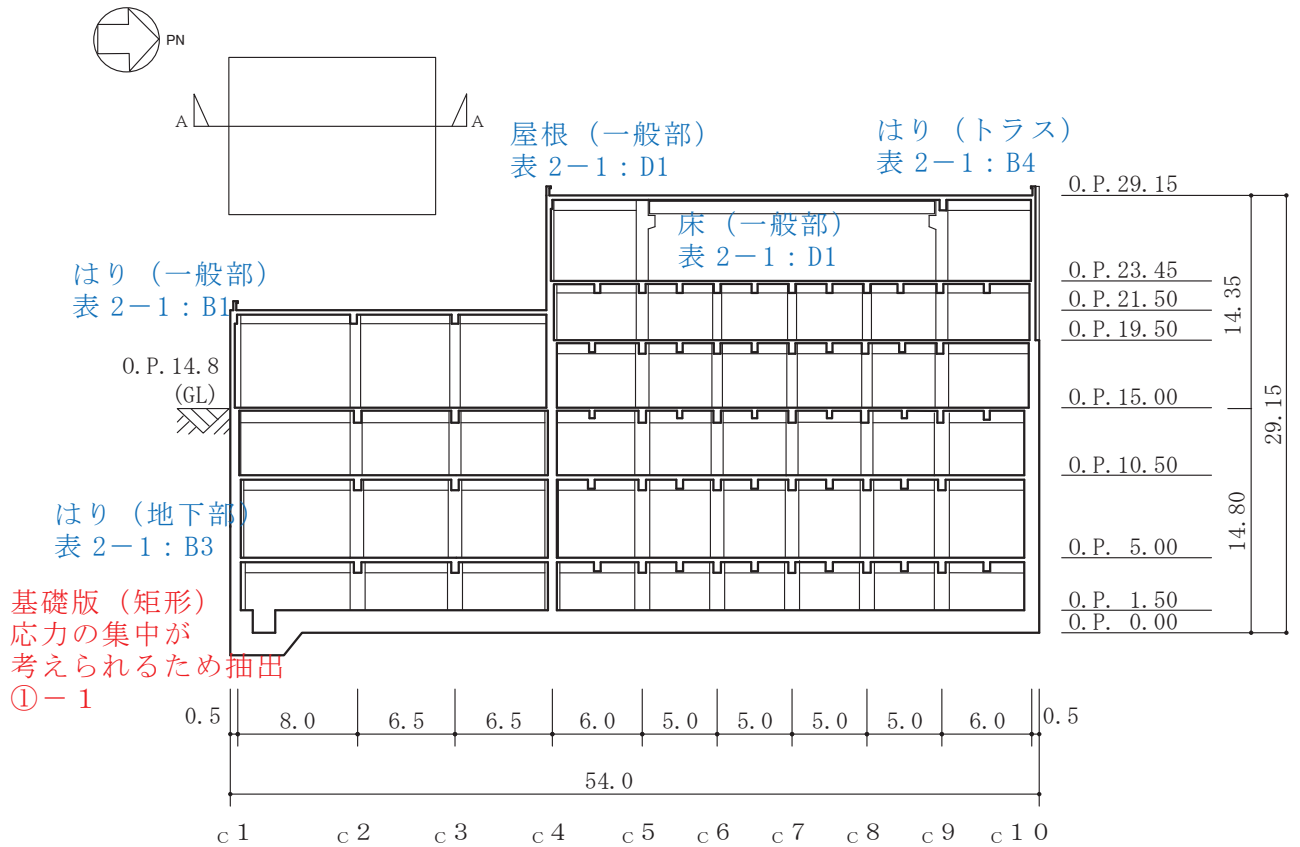 PN
A
A
屋根（一般部）
表２－１：D1
はり（トラス）
表２－１：B4
床（一般部）
表２－１：D1
はり（一般部）
表２－１：B1
O.P.14.8
(GL)
はり（地下部）
表２－１：B3
基礎版（矩形）
応力の集中が
考えられるため抽出
①－１
O.P.29.15
O.P.23.45
O.P.21.50
O.P.19.50
O.P.15.00
O.P.10.50
O.P. 5.00
O.P. 1.50
O.P. 0.00
14.35
14.80
29.15
0.5
8.0
6.5
6.5
6.0
5.0
5.0
5.0
5.0
6.0
0.5
54.0
C1
C2
C3
C4
C5
C6
C7
C8
C9
C10